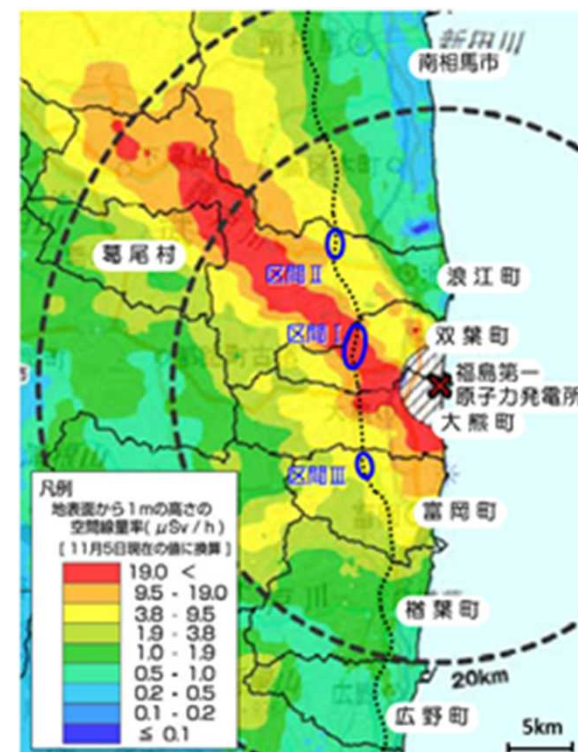 新田川
南相馬市
葛尾村
区間Ⅱ
浪江町
区間Ⅰ
双葉町
福島第一
原子力発電所
大熊町
区間Ⅲ
富岡町
楢葉町
20km
広野町
5km
凡例
地表面から1mの高さの
空間線量率(μSv/h)
[11月5日現在の値に換算]
19.0 <
9.5 - 19.0
3.8 - 9.5
1.9 - 3.8
1.0 - 1.9
0.5 - 1.0
0.2 - 0.5
0.1 - 0.2
≦ 0.1